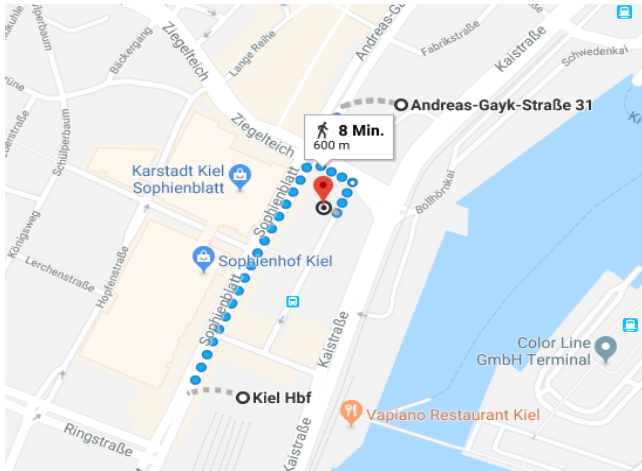 Ziegelteich
Lange Reihe
Andreas-Ga
Fabrikstraße
Kaistraße
Schwedenkai
Bäckergang
Schülperbaum
Andreas-Gayk-Straße 31
8 Min.
600 m
Ziegelteich
Karstadt Kiel
Sophienblatt
Sophienblatt
Bollhörnkai
Königsweg
Lerchenstraße
Hopfenstraße
Sophienhof Kiel
Sophienblatt
Kaistraße
Color Line
GmbH Terminal
Kiel Hbf
Vapiano Restaurant Kiel
Ringstraße
Kaistraße